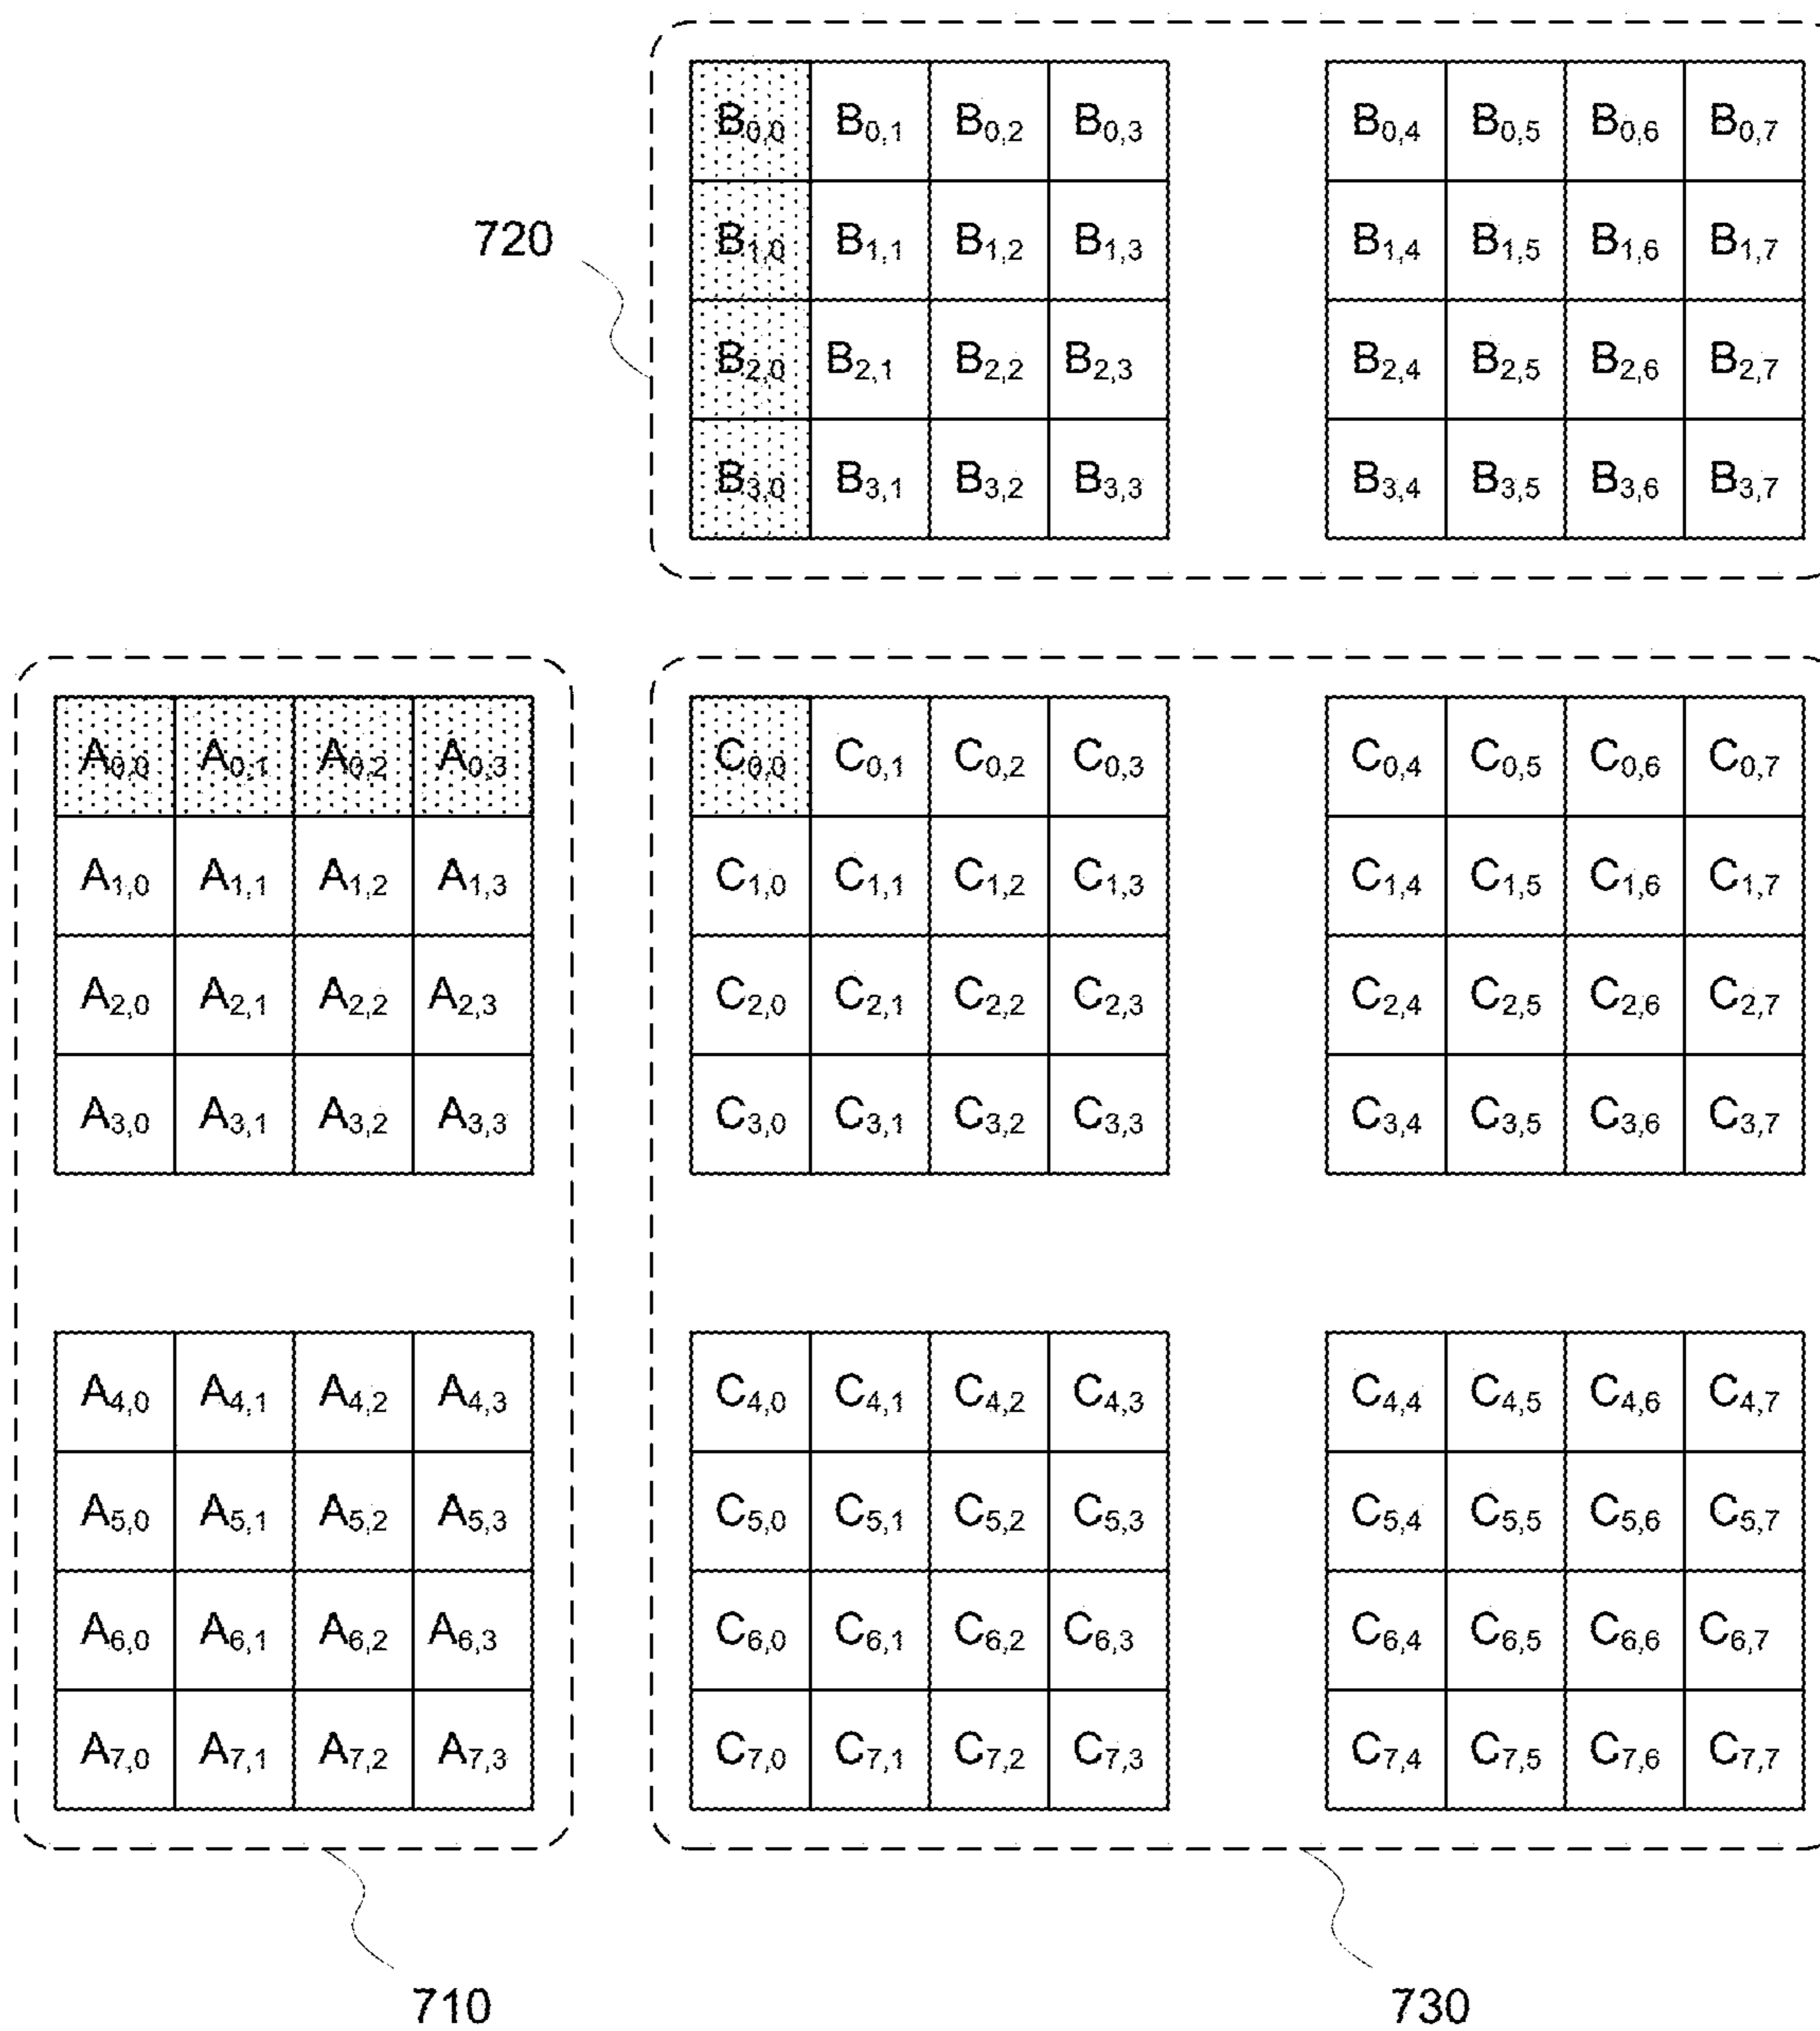 B0,0 B0,1 B0,2 B0,3 B0,4 B0,5 B0,6 B0,7
B1,0 B1,1 B1,2 B1,3 B1,4 B1,5 B1,6 B1,7
720
B2,0 B2,1 B2,2 B2,3 B2,4 B2,5 B2,6 B2,7
B3,0 B3,1 B3,2 B3,3 B3,4 B3,5 B3,6 B3,7
A0,0 A0,1 A0,2 A0,3 C0,0 C0,1 C0,2 C0,3 C0,4 C0,5 C0,6 C0,7
A1,0 A1,1 A1,2 A1,3 C1,0 C1,1 C1,2 C1,3 C1,4 C1,5 C1,6 C1,7
A2,0 A2,1 A2,2 A2,3 C2,0 C2,1 C2,2 C2,3 C2,4 C2,5 C2,6 C2,7
A3,0 A3,1 A3,2 A3,3 C3,0 C3,1 C3,2 C3,3 C3,4 C3,5 C3,6 C3,7
A4,0 A4,1 A4,2 A4,3 C4,0 C4,1 C4,2 C4,3 C4,4 C4,5 C4,6 C4,7
A5,0 A5,1 A5,2 A5,3 C5,0 C5,1 C5,2 C5,3 C5,4 C5,5 C5,6 C5,7
A6,0 A6,1 A6,2 A6,3 C6,0 C6,1 C6,2 C6,3 C6,4 C6,5 C6,6 C6,7
A7,0 A7,1 A7,2 A7,3 C7,0 C7,1 C7,2 C7,3 C7,4 C7,5 C7,6 C7,7
710 730